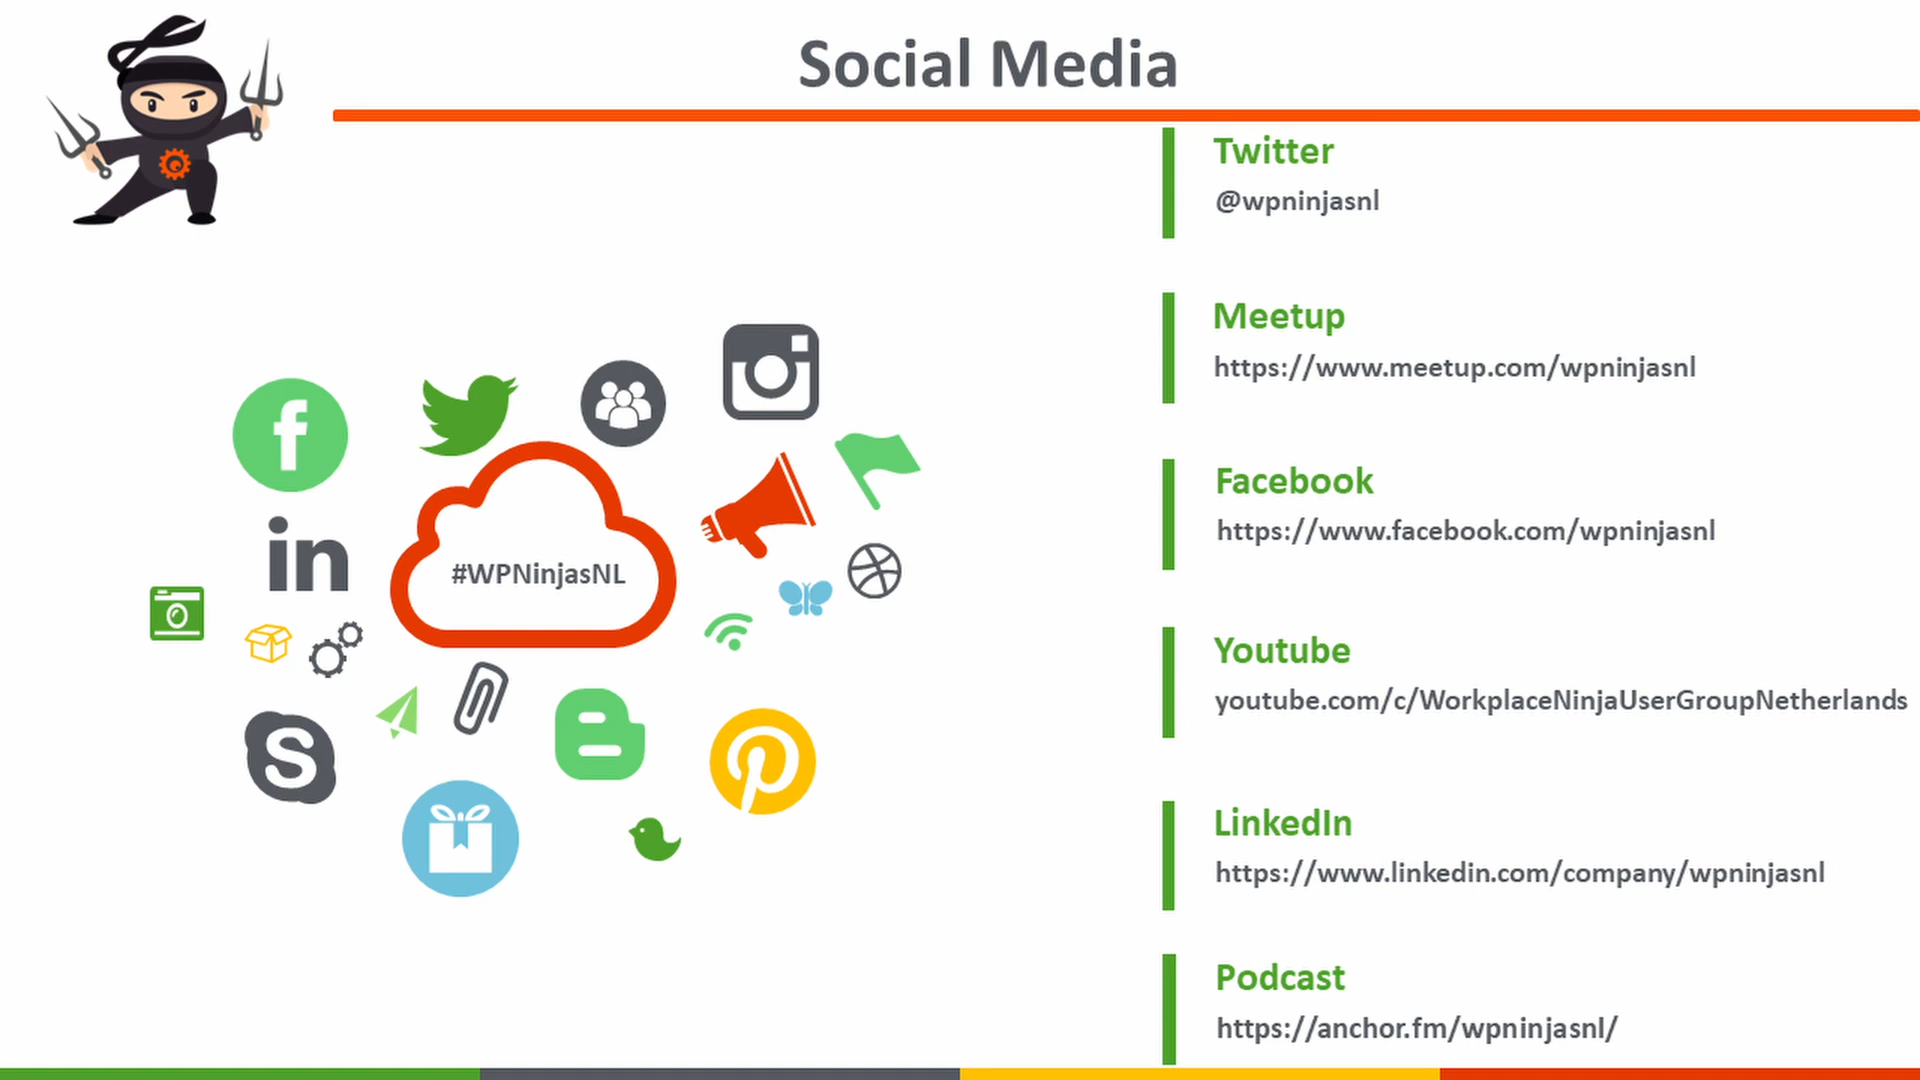 Social Media
#WPNinjasNL
Twitter
@wpninjasnl
Meetup
https://www.meetup.com/wpninjasnl
Facebook
https://www.facebook.com/wpninjasnl
Youtube
youtube.com/c/WorkplaceNinjaUserGroupNetherlands
LinkedIn
https://www.linkedin.com/company/wpninjasnl
Podcast
https://anchor.fm/wpninjasnl/